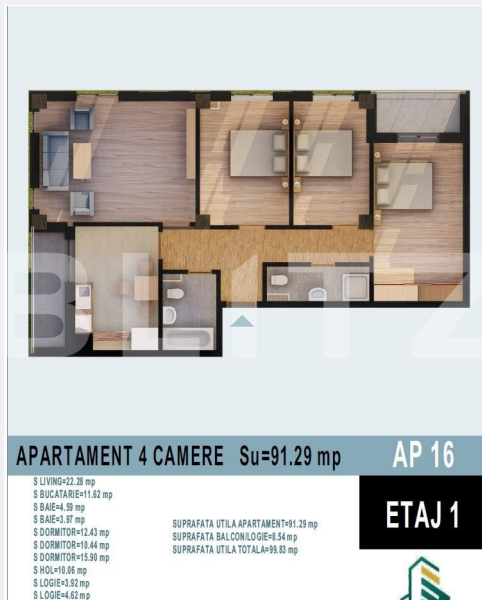 BLITZ
APARTAMENT 4 CAMERE Su=91.29 mp
AP 16
ETAJ 1
S LIVING=22.28 mp
S BUCATARIE=11.62 mp
S BAIE=4.59 mp
S BAIE=3.97 mp
S DORMITOR=12.43 mp
S DORMITOR=10.44 mp
S DORMITOR=15.90 mp
S HOL=10.06 mp
S LOGIE=3.92 mp
S LOGIE=4.62 mp
SUPRAFATA UTILA APARTAMENT=91.29 mp
SUPRAFATA BALCON/LOGIE=8.54 mp
SUPRAFATA UTILA TOTALA=99.83 mp